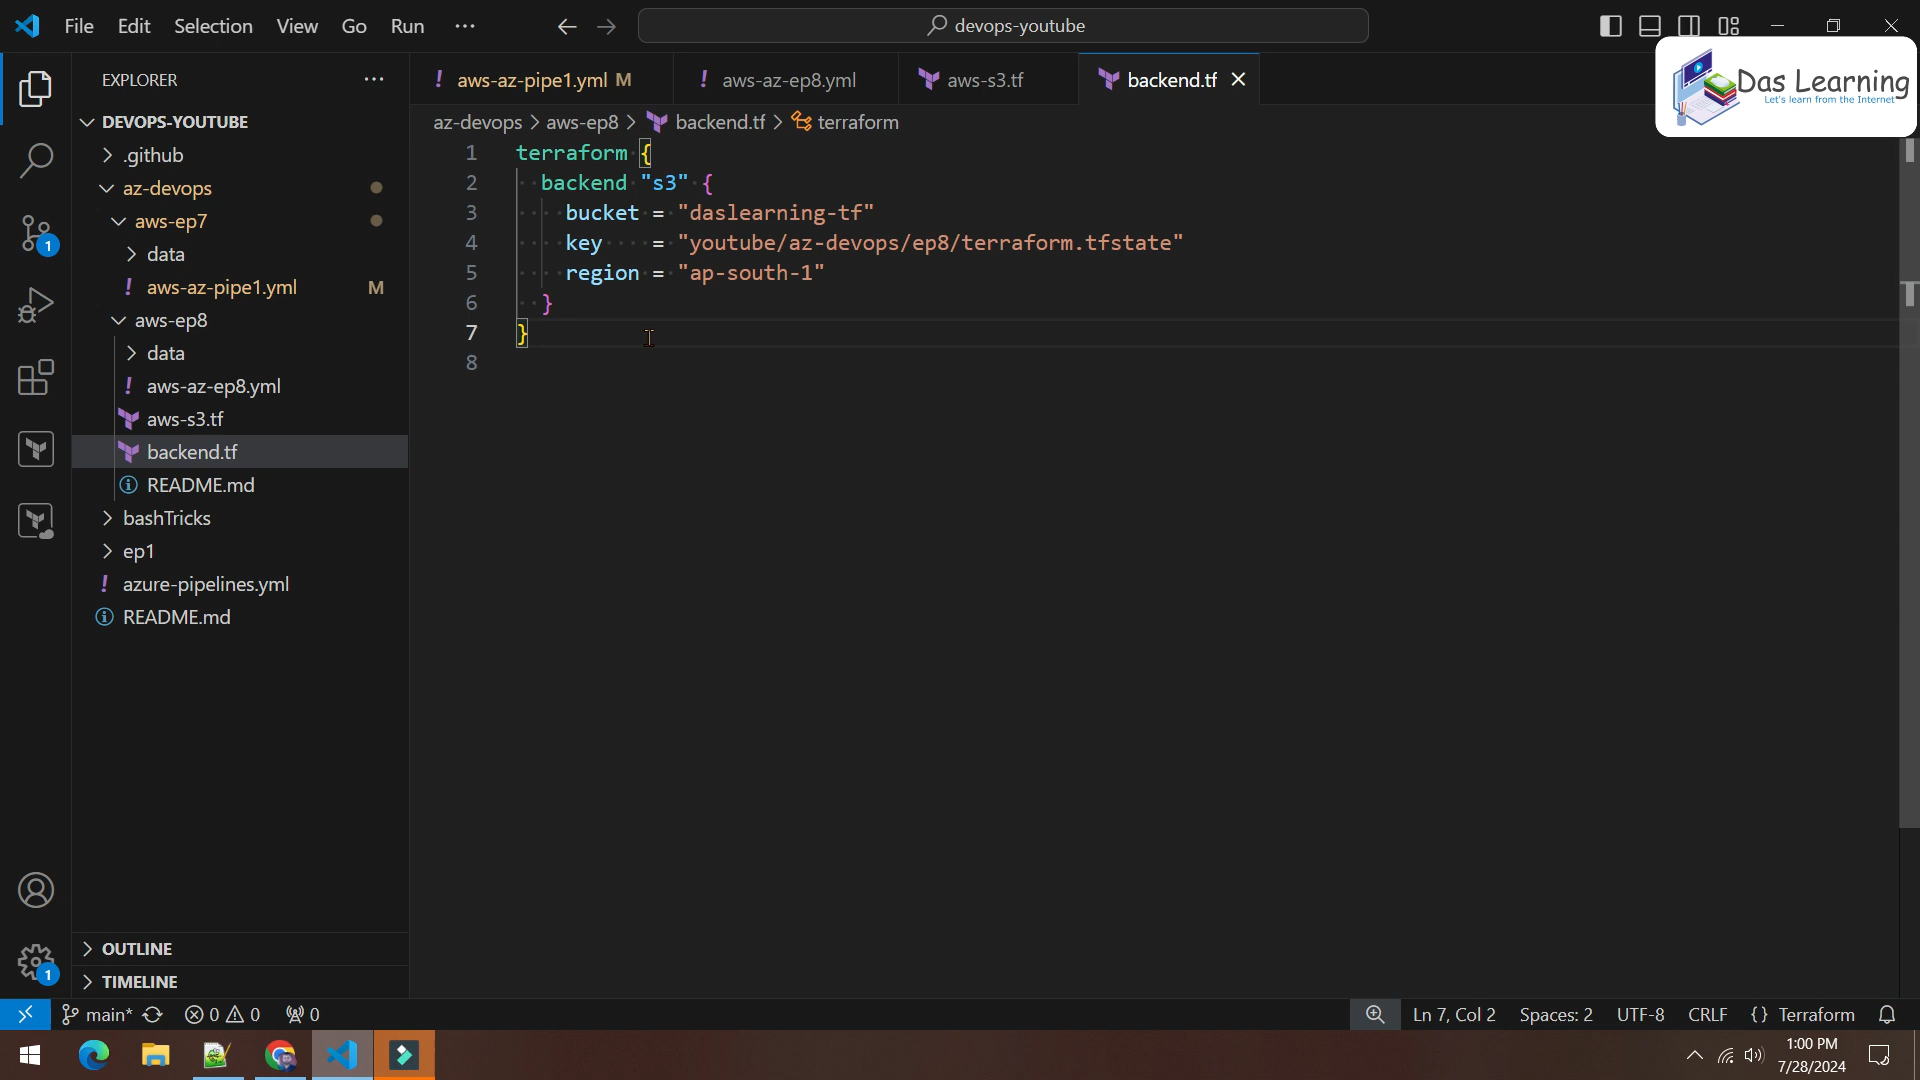 File Edit Selection View Go Run ···
devops-youtube
Das Learning
Let's learn from the Internet
EXPLORER ···
DEVOPS-YOUTUBE
.github
az-devops
aws-ep7
data
! aws-az-pipe1.yml M
aws-ep8
data
! aws-az-ep8.yml
aws-s3.tf
backend.tf
README.md
bashTricks
ep1
! azure-pipelines.yml
README.md
OUTLINE
TIMELINE
1
1
! aws-az-pipe1.yml M
! aws-az-ep8.yml
aws-s3.tf
backend.tf
az-devops > aws-ep8 > backend.tf > terraform
1 terraform {
2 backend "s3" {
3 bucket = "daslearning-tf"
4 key = "youtube/az-devops/ep8/terraform.tfstate"
5 region = "ap-south-1"
6 }
7 }
8
main* 0 0 0
Ln 7, Col 2 Spaces: 2 UTF-8 CRLF {} Terraform
1:00 PM
7/28/2024